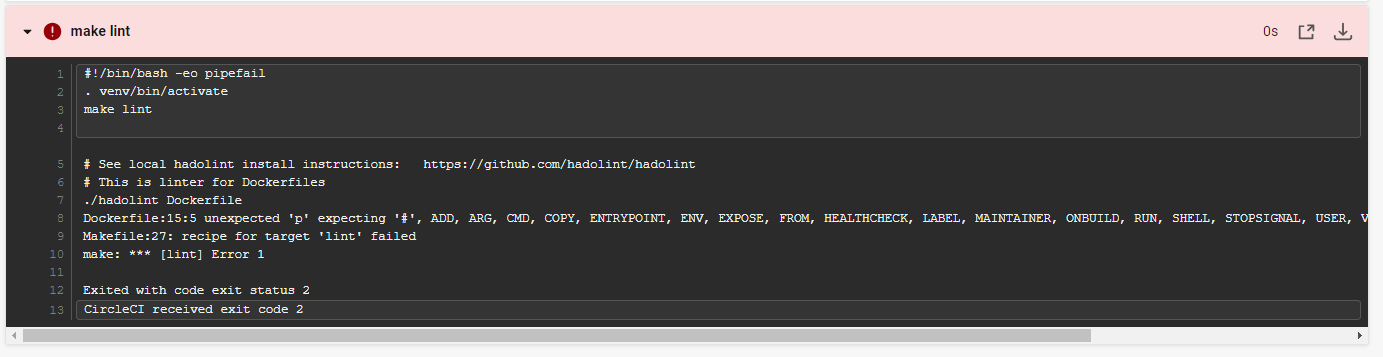 make lint
0s
1 #!/bin/bash -eo pipefail
2 . venv/bin/activate
3 make lint
4
5 # See local hadolint install instructions:   https://github.com/hadolint/hadolint
6 # This is linter for Dockerfiles
7 ./hadolint Dockerfile
8 Dockerfile:15:5 unexpected 'p' expecting '#', ADD, ARG, CMD, COPY, ENTRYPOINT, ENV, EXPOSE, FROM, HEALTHCHECK, LABEL, MAINTAINER, ONBUILD, RUN, SHELL, STOPSIGNAL, USER, V
9 Makefile:27: recipe for target 'lint' failed
10 make: *** [lint] Error 1
11
12 Exited with code exit status 2
13 CircleCI received exit code 2